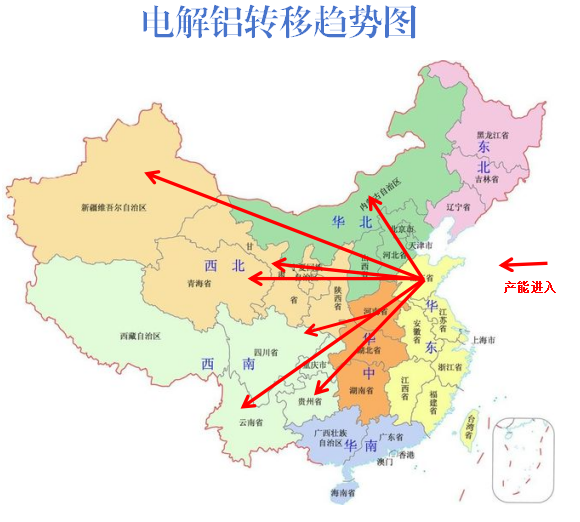 电解铝转移趋势图
黑龙江省
东
北
吉林省
辽宁省
内蒙古自治区
新疆维吾尔自治区
华 北
北京市
天津市
河北省
山西省
甘
西 北
青海省
省
陕西省
省
产能进入
河南省
华
东
江苏省
安徽省
上海市
西藏自治区
四川省
重庆市
西 南
华
中
湖北省
浙江省
湖南省
江西省
福建省
贵州省
云南省
台湾省
广西壮族
自治区
华 南
广东省
香港
澳门
海南省